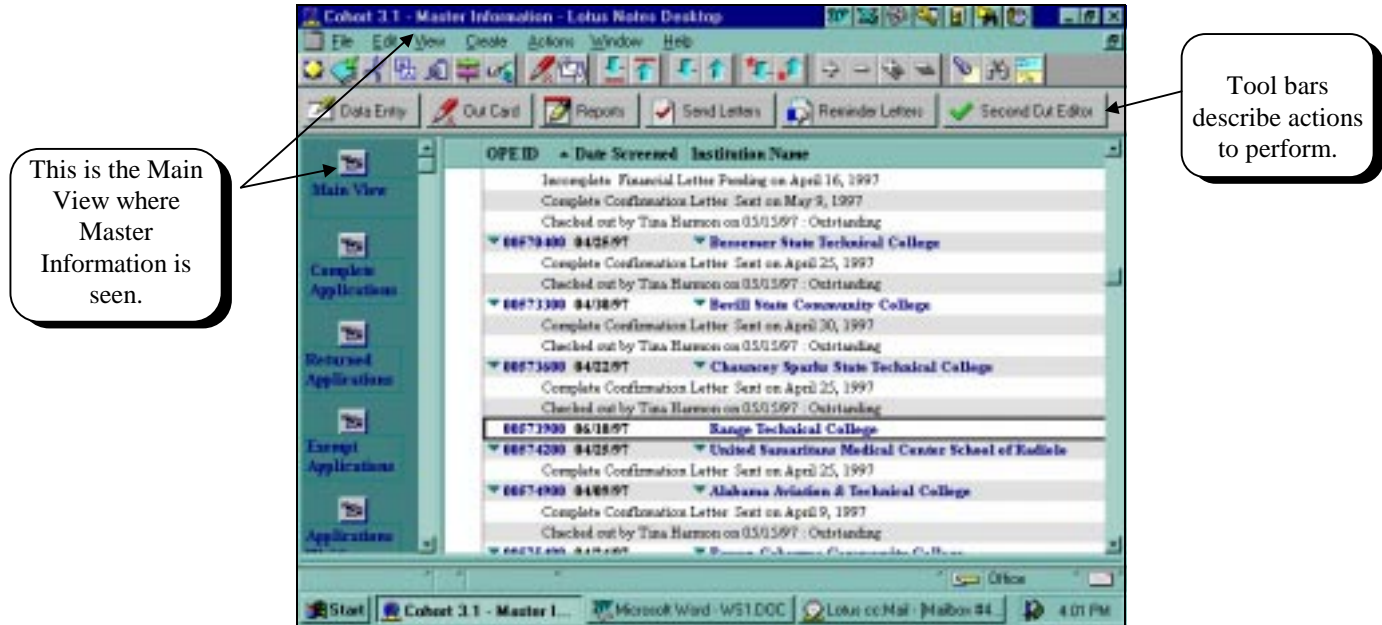 Cohort 3.1 - Master Information - Lotus Notes Desktop
File Edit View Create Actions Window Help
Data Entry Out Card Reports Send Letters Reminder Letters Second Cut Editor
Tool bars
describe actions
to perform.
This is the Main
View where
Master
Information is
seen.
Main View
Complete
Applications
Returned
Applications
Exempt
Applications
Applications
OPE ID Date Screened Institution Name
Incomplete Financial Letter Pending on April 16, 1997
Complete Confirmation Letter Sent on May 9, 1997
Checked out by Tina Harmon on 05/15/97 : Outstanding
00570400 04/25/97 Bessemer State Technical College
Complete Confirmation Letter Sent on April 25, 1997
Checked out by Tina Harmon on 05/15/97 : Outstanding
00573300 04/30/97 Bevill State Community College
Complete Confirmation Letter Sent on April 30, 1997
Checked out by Tina Harmon on 05/15/97 : Outstanding
00573600 04/22/97 Chauncey Sparks State Technical College
Complete Confirmation Letter Sent on April 25, 1997
Checked out by Tina Harmon on 05/15/97 : Outstanding
00573900 06/18/97 Range Technical College
00574200 04/25/97 United Samaritans Medical Center School of Radiolo
Complete Confirmation Letter Sent on April 25, 1997
00574900 04/09/97 Alabama Aviation & Technical College
Complete Confirmation Letter Sent on April 9, 1997
Checked out by Tina Harmon on 05/15/97 : Outstanding
Office
Start Cohort 3.1 - Master I... Microsoft Word - WS1.DOC Lotus cc:Mail - [Mailbox #4... 4:01 PM